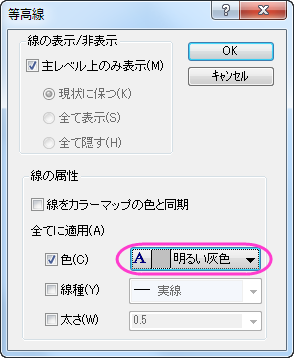 等高線
線の表示/非表示
主レベル上のみ表示(M)
現状に保つ(K)
全て表示(S)
全て隠す(H)
OK
キャンセル
線の属性
線をカラーマップの色と同期
全てに適用(A)
色(C)
A 明るい灰色
線種(Y)
実線
太さ(W)
0.5